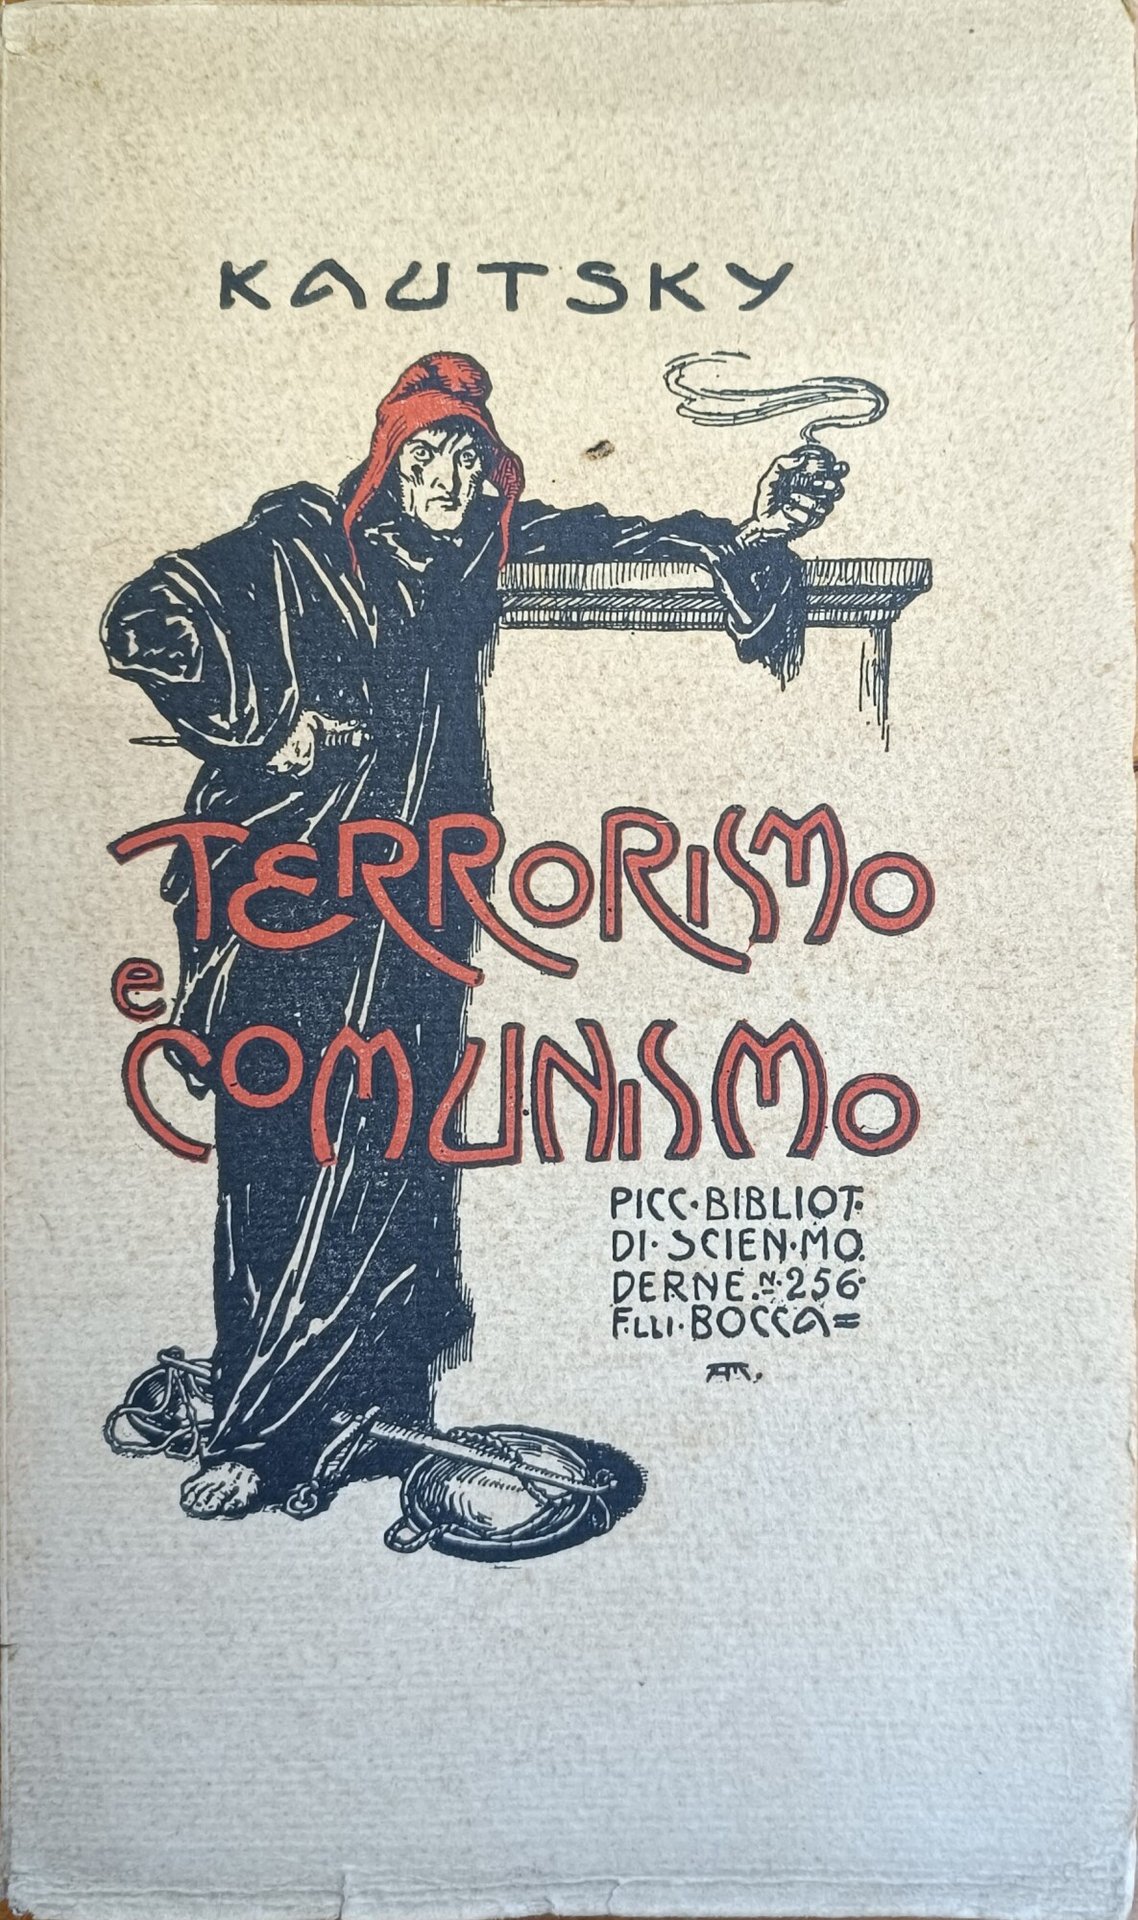 KAUTSKY
TERRORISMO
e
COMUNISMO
PICC·BIBLIOT·
DI·SCIEN·MO.
DERNE.N·256·
F.LLI·BOCCA=